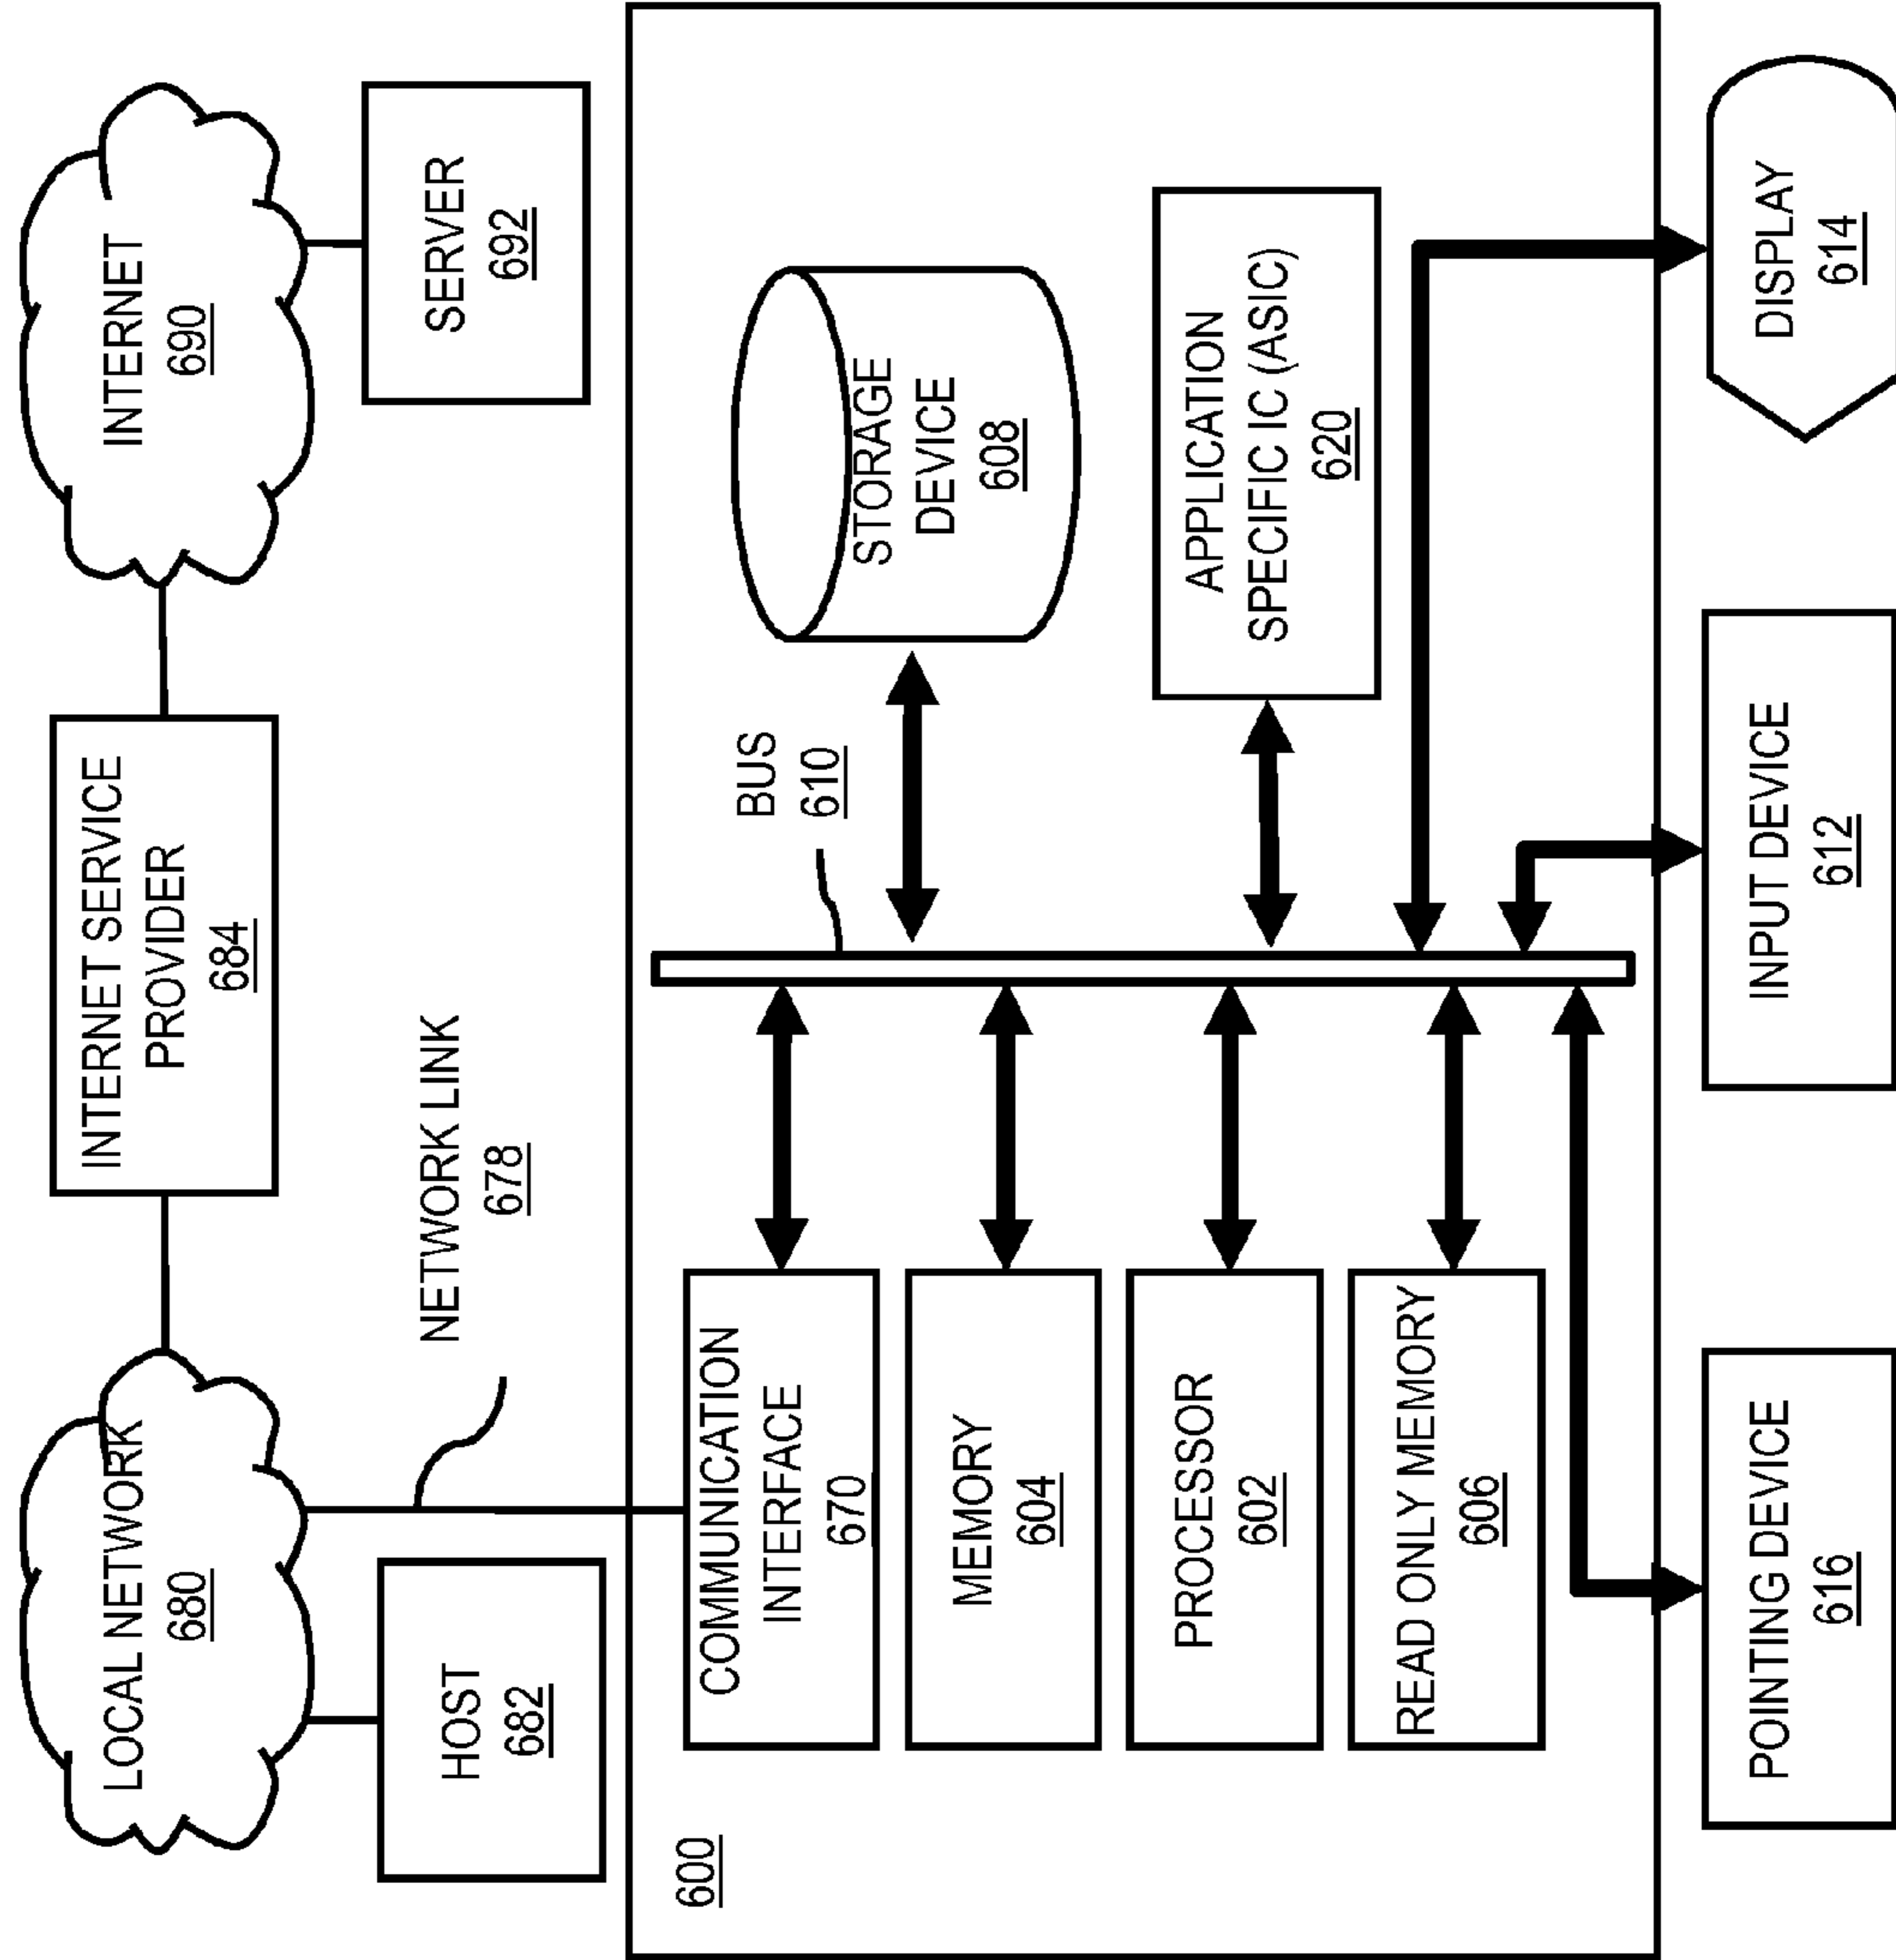 LOCAL NETWORK
680
INTERNET SERVICE
PROVIDER
684
INTERNET
690
HOST
682
NETWORK LINK
678
SERVER
692
600
COMMUNICATION
INTERFACE
670
BUS
610
STORAGE
DEVICE
608
MEMORY
604
PROCESSOR
602
APPLICATION
SPECIFIC IC (ASIC)
620
READ ONLY MEMORY
606
POINTING DEVICE
616
INPUT DEVICE
612
DISPLAY
614